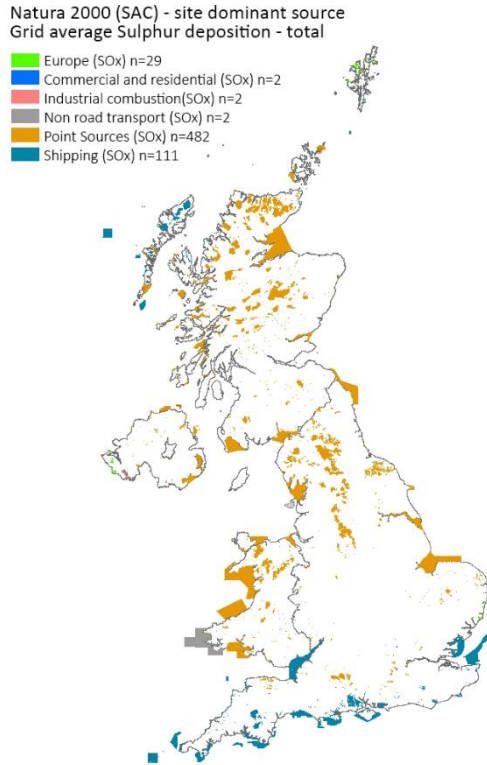 Natura 2000 (SAC) - site dominant source
Grid average Sulphur deposition - total
Europe (SOx) n=29
Commercial and residential (SOx) n=2
Industrial combustion(SOx) n=2
Non road transport (SOx) n=2
Point Sources (SOx) n=482
Shipping (SOx) n=111